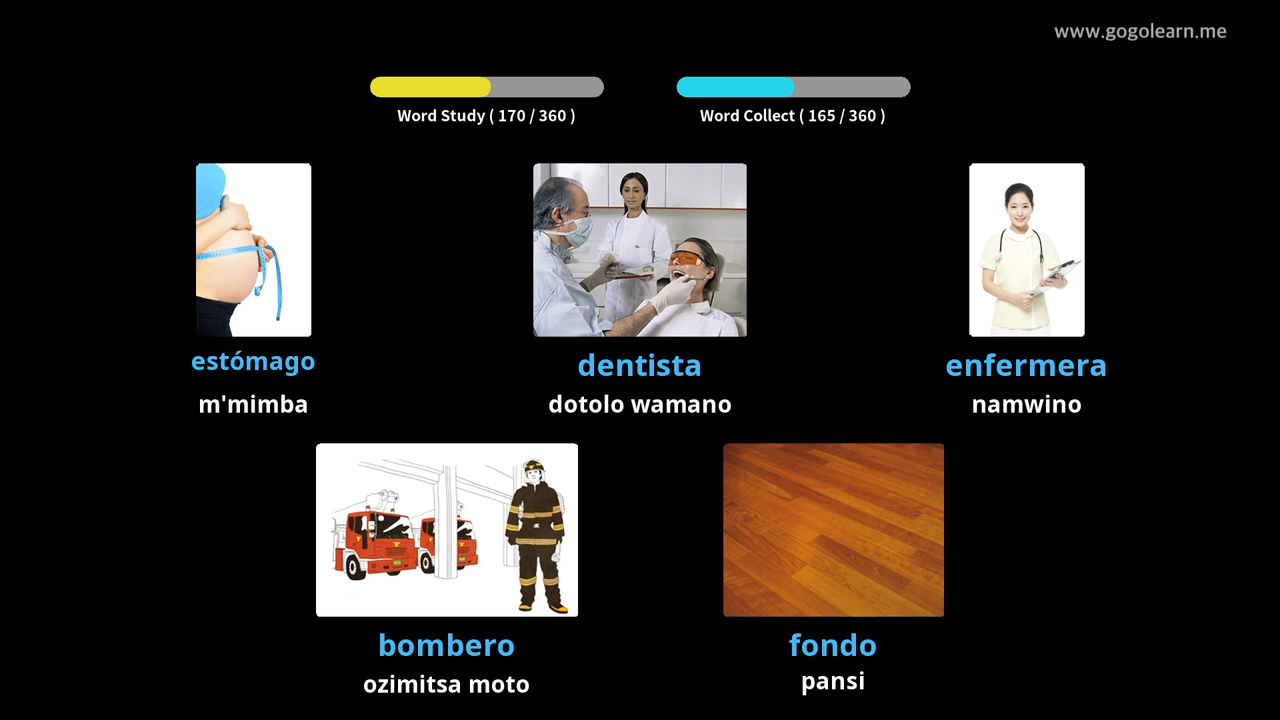 www.gogolearn.me
Word Study ( 170 / 360 )
Word Collect ( 165 / 360 )
estómago
m'mimba
dentista
dotolo wamano
enfermera
namwino
bombero
ozimitsa moto
fondo
pansi